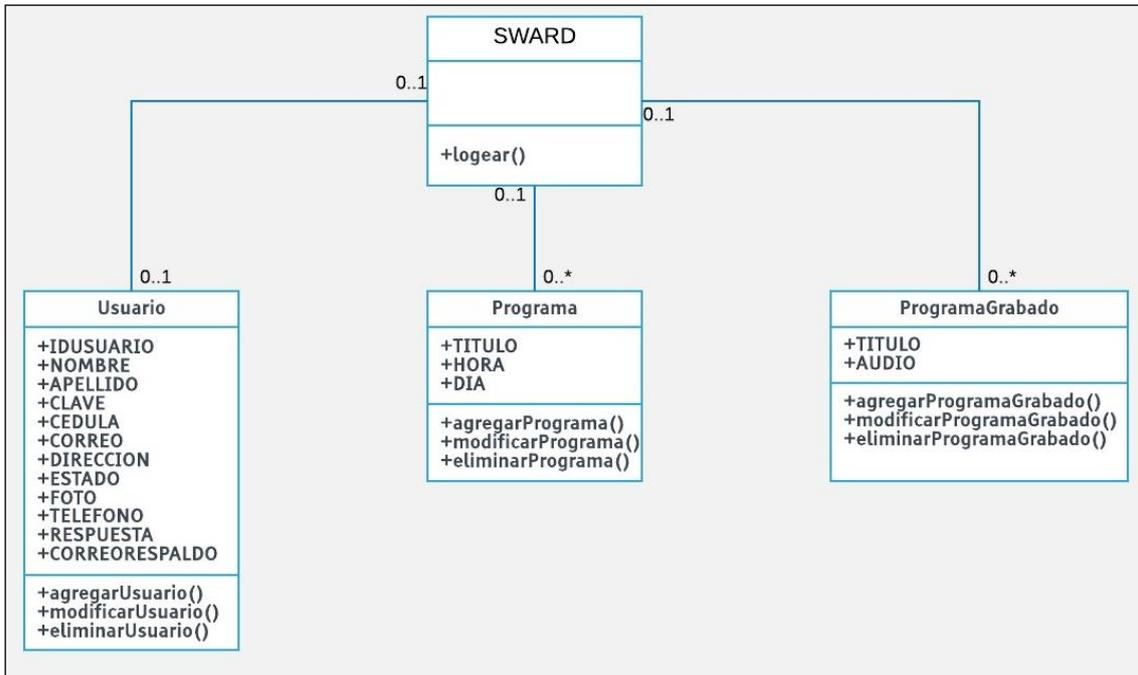 SWARD
0..1
0..1
+logear()
0..1
0..1
0..*
0..*
Usuario
+IDUSUARIO
+NOMBRE
+APELLIDO
+CLAVE
+CEDULA
+CORREO
+DIRECCION
+ESTADO
+FOTO
+TELEFONO
+RESPUESTA
+CORREORESPALDO
+agregarUsuario()
+modificarUsuario()
+eliminarUsuario()
Programa
+TITULO
+HORA
+DIA
+agregarPrograma()
+modificarPrograma()
+eliminarPrograma()
ProgramaGrabado
+TITULO
+AUDIO
+agregarProgramaGrabado()
+modificarProgramaGrabado()
+eliminarProgramaGrabado()